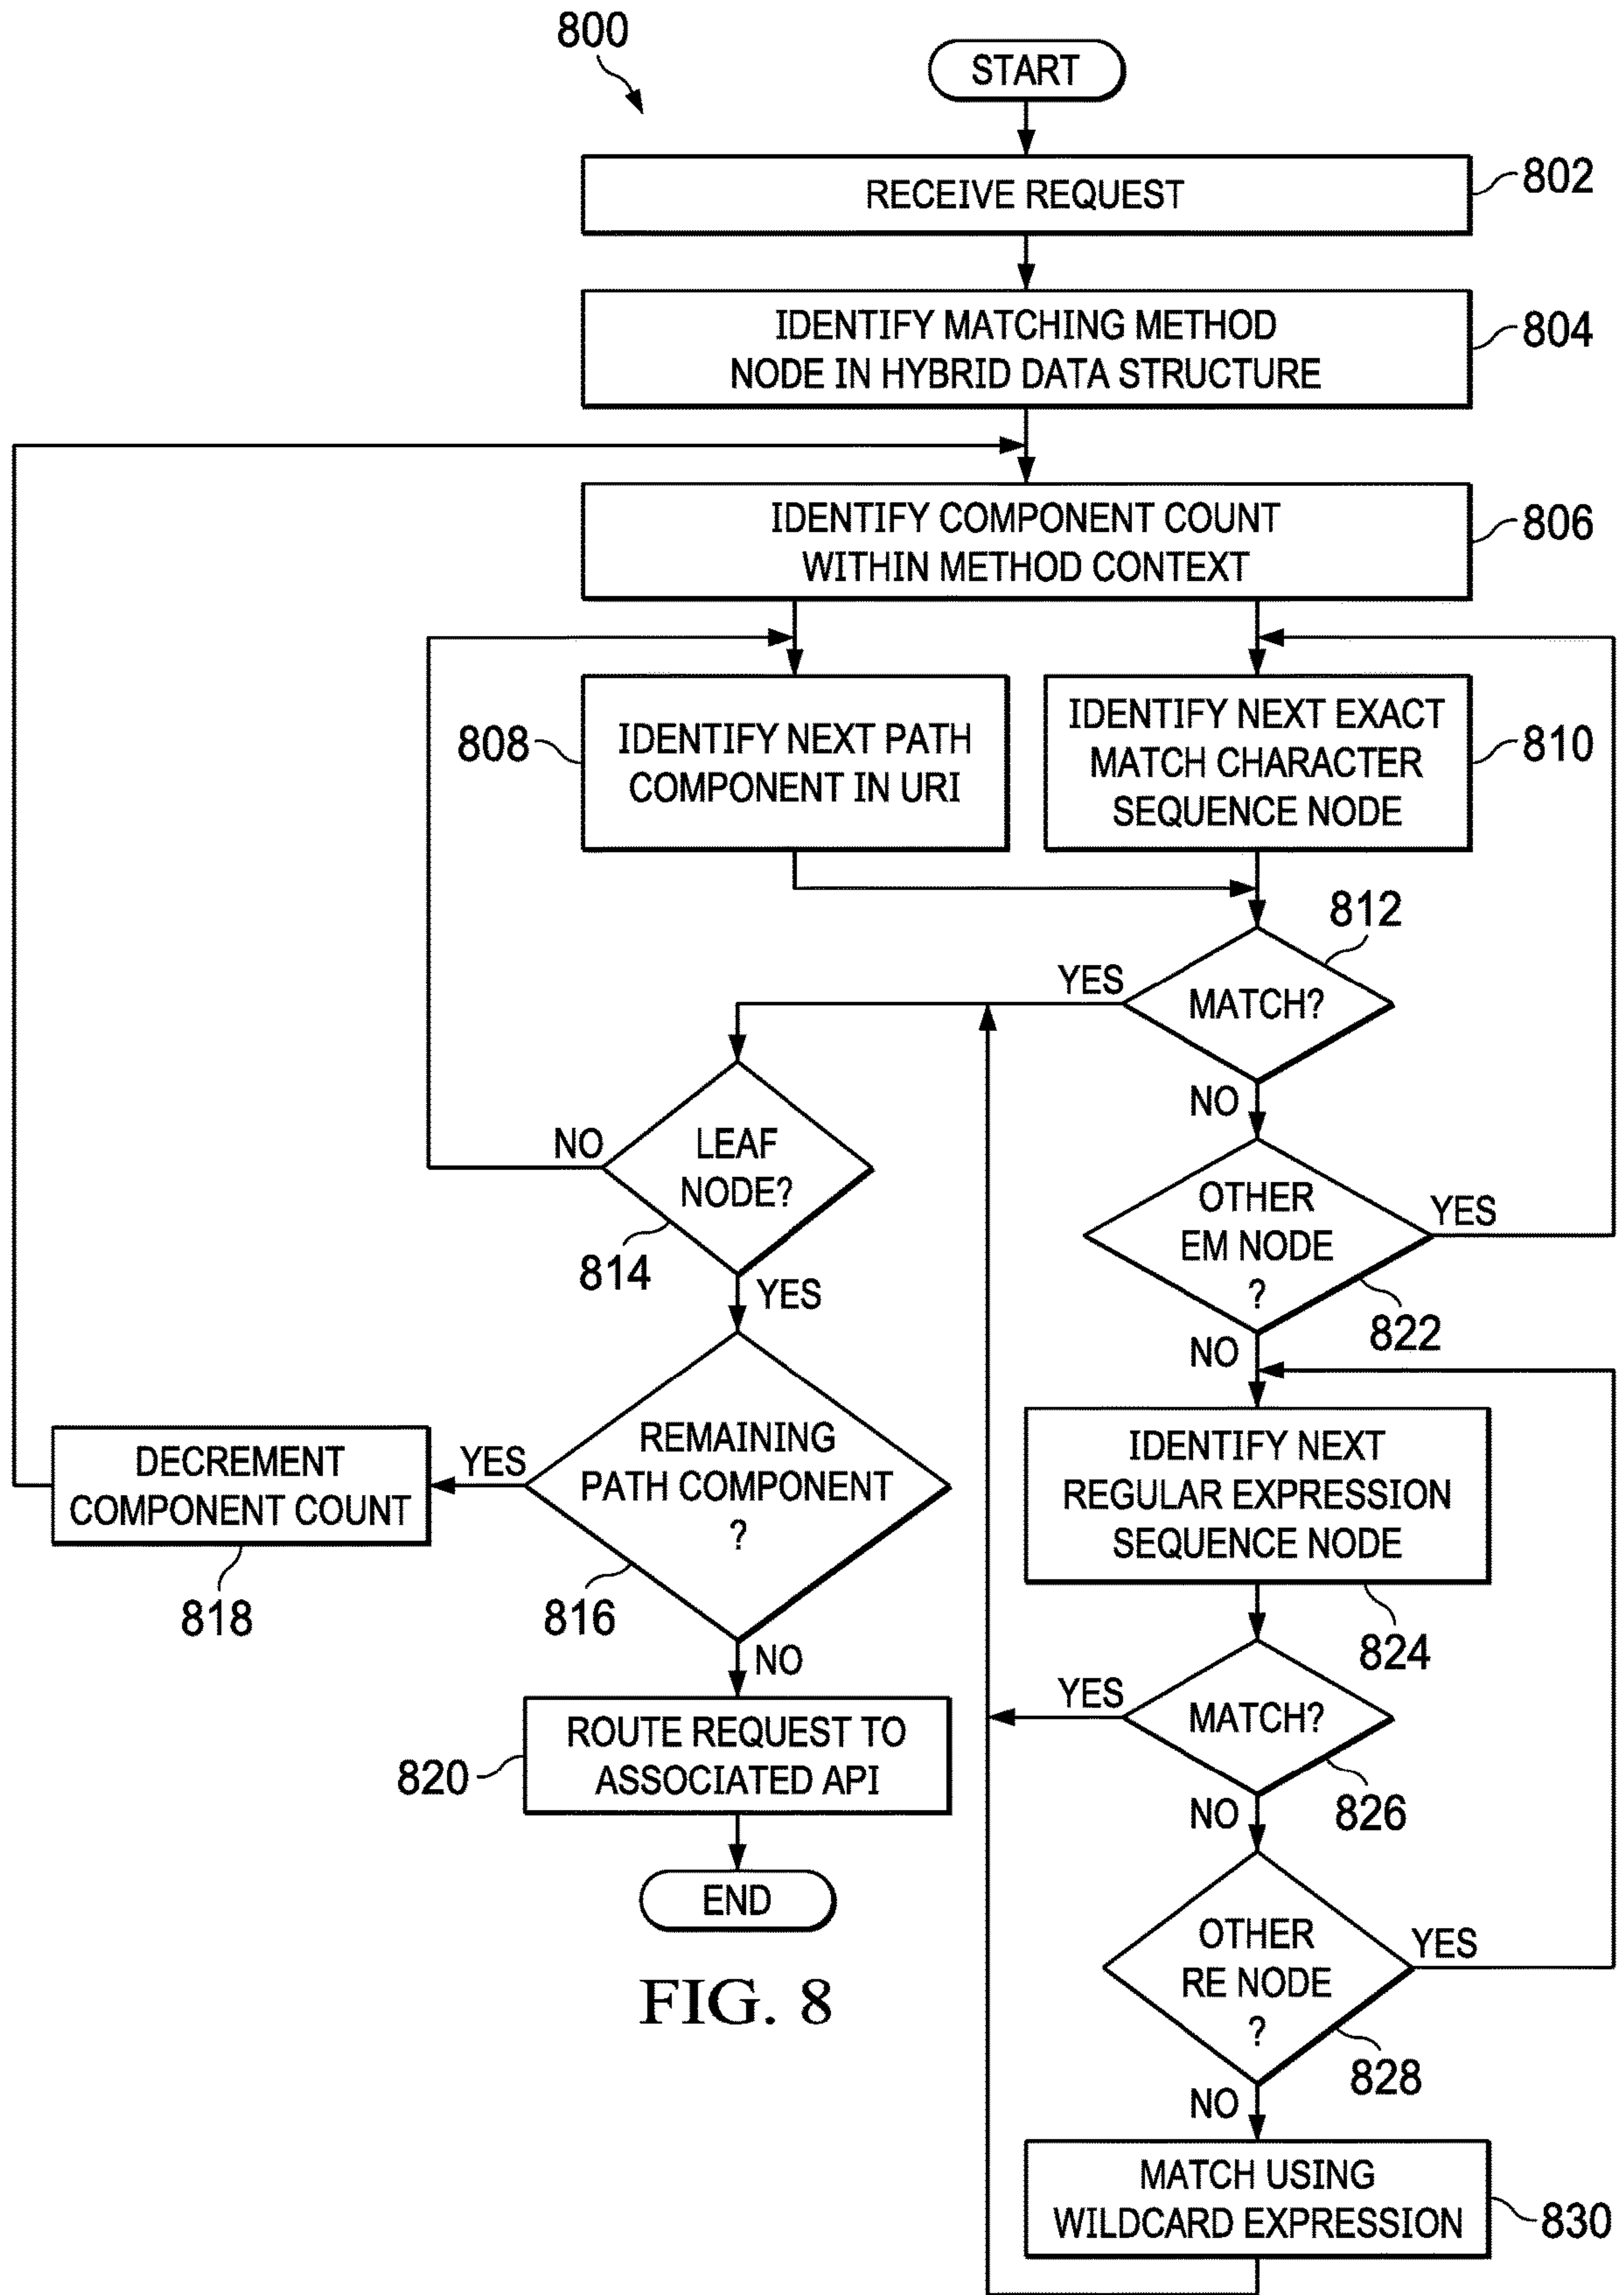 800
START
RECEIVE REQUEST
802
IDENTIFY MATCHING METHOD
NODE IN HYBRID DATA STRUCTURE
804
IDENTIFY COMPONENT COUNT
WITHIN METHOD CONTEXT
806
808
IDENTIFY NEXT PATH
COMPONENT IN URI
IDENTIFY NEXT EXACT
MATCH CHARACTER
SEQUENCE NODE
810
812
YES
MATCH?
NO
NO
LEAF
NODE?
814
YES
OTHER
EM NODE
?
YES
822
NO
REMAINING
PATH COMPONENT
?
816
YES
DECREMENT
COMPONENT COUNT
818
NO
IDENTIFY NEXT
REGULAR EXPRESSION
SEQUENCE NODE
824
YES
MATCH?
826
NO
820
ROUTE REQUEST TO
ASSOCIATED API
END
OTHER
RE NODE
?
YES
828
NO
MATCH USING
WILDCARD EXPRESSION
830
FIG. 8